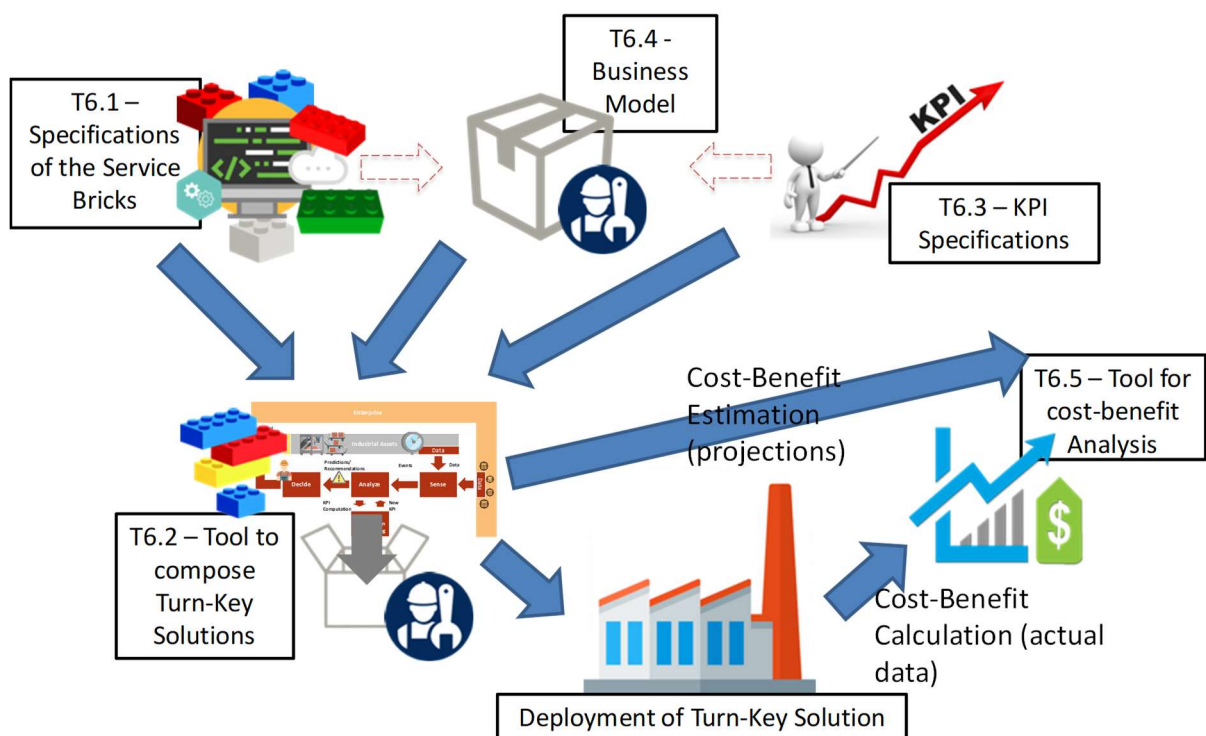 T6.1 –
Specifications
of the Service
Bricks
T6.4 -
Business
Model
KPI
T6.3 – KPI
Specifications
Enterprise
Industrial Assets
Data
Predictions/
Recommendations
Events
Data
Decide
Analyze
Sense
Data
KPI
Computation
New
KPI
T6.2 – Tool to
compose
Turn-Key
Solutions
Cost-Benefit
Estimation
(projections)
T6.5 – Tool for
cost-benefit
Analysis
$
Cost-Benefit
Calculation (actual
data)
Deployment of Turn-Key Solution